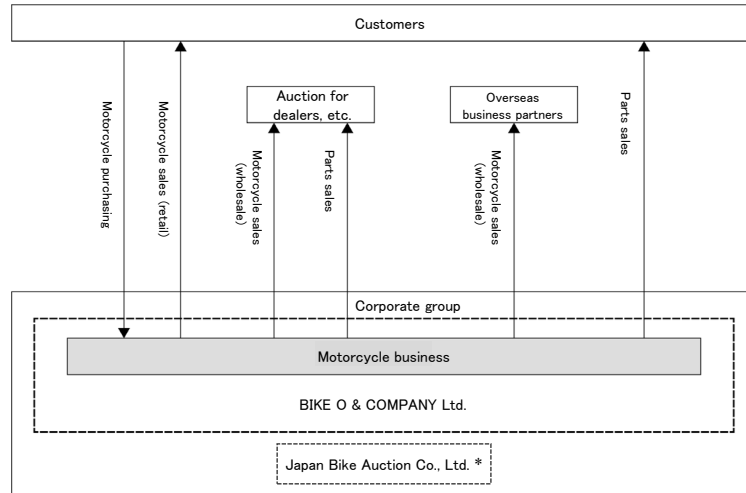 Customers
Motorcycle purchasing
Motorcycle sales (retail)
Auction for
dealers, etc.
Motorcycle sales
(wholesale)
Parts sales
Overseas
business partners
Motorcycle sales
(wholesale)
Parts sales
Corporate group
Motorcycle business
BIKE O & COMPANY Ltd.
Japan Bike Auction Co., Ltd. *